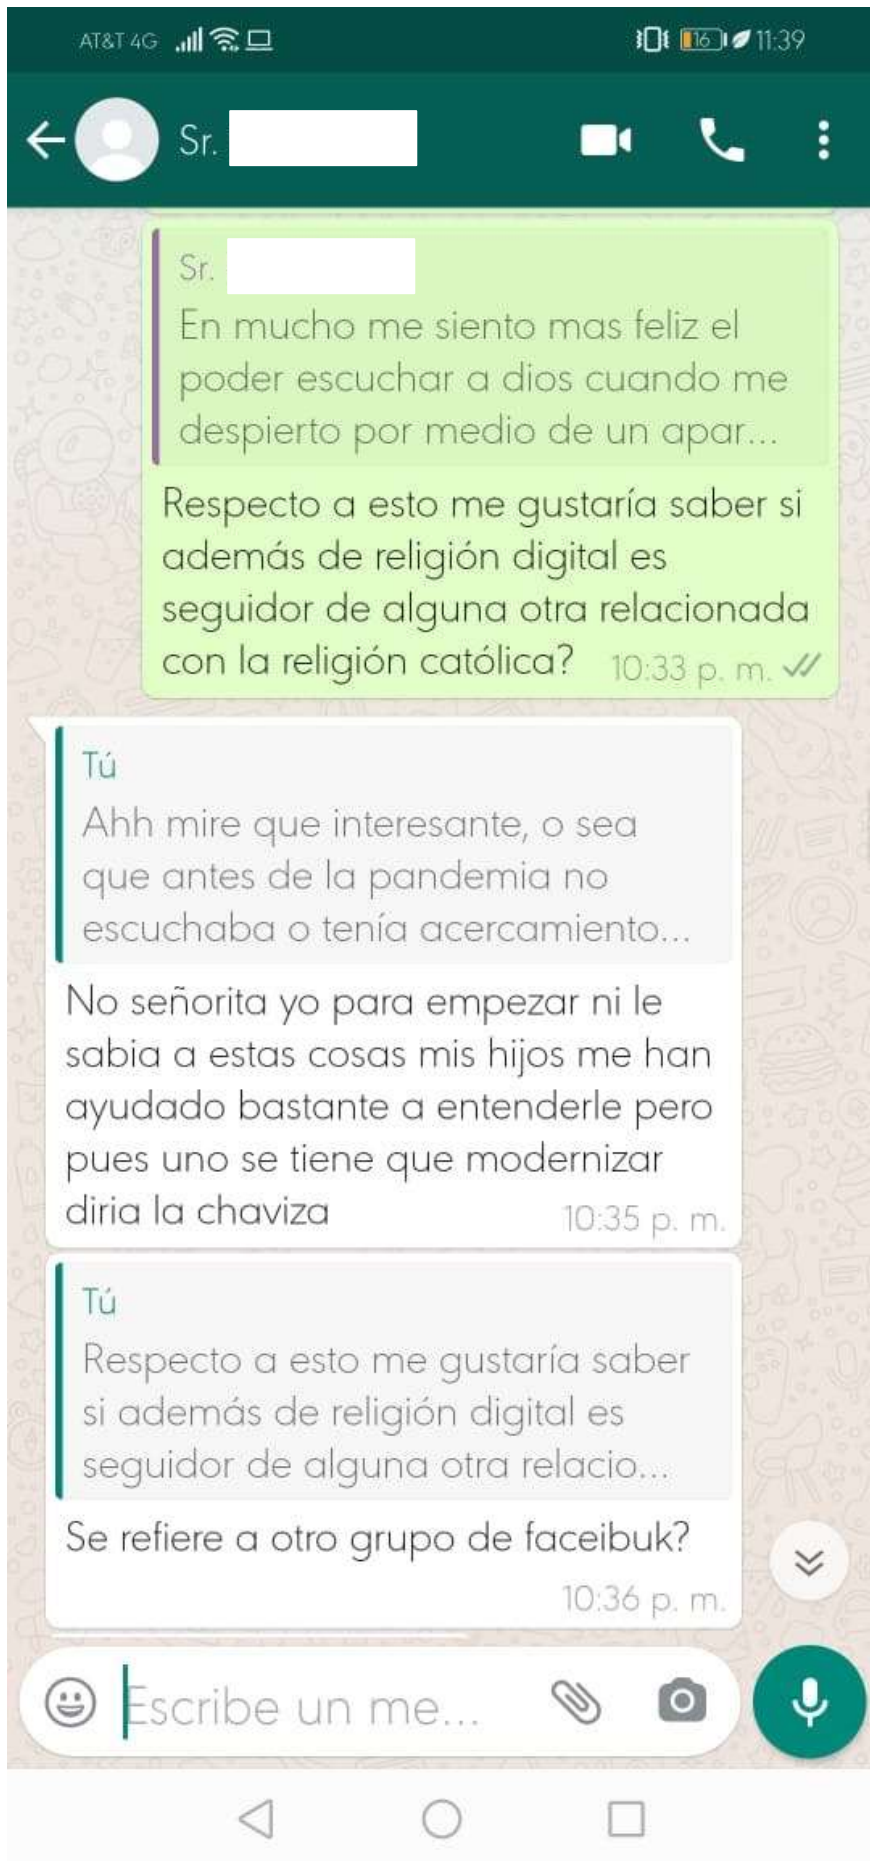 AT&T 4G 16 11:39
Sr.
Sr.
En mucho me siento mas feliz el
poder escuchar a dios cuando me
despierto por medio de un apar...
Respecto a esto me gustaría saber si
además de religión digital es
seguidor de alguna otra relacionada
con la religión católica? 10:33 p. m.
Tú
Ahh mire que interesante, o sea
que antes de la pandemia no
escuchaba o tenía acercamiento...
No señorita yo para empezar ni le
sabia a estas cosas mis hijos me han
ayudado bastante a entenderle pero
pues uno se tiene que modernizar
diria la chaviza 10:35 p. m.
Tú
Respecto a esto me gustaría saber
si además de religión digital es
seguidor de alguna otra relacio...
Se refiere a otro grupo de faceibuk?
10:36 p. m.
Escribe un me...